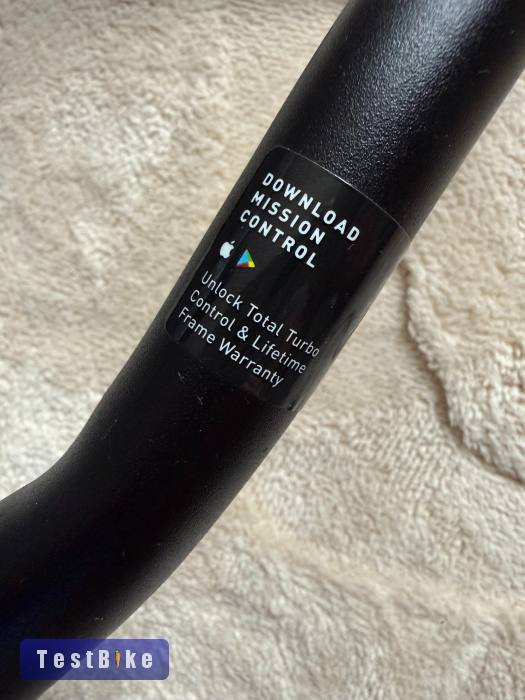 DOWNLOAD
MISSION
CONTROL
Unlock Total Turbo
Control & Lifetime
Frame Warranty
TestBike